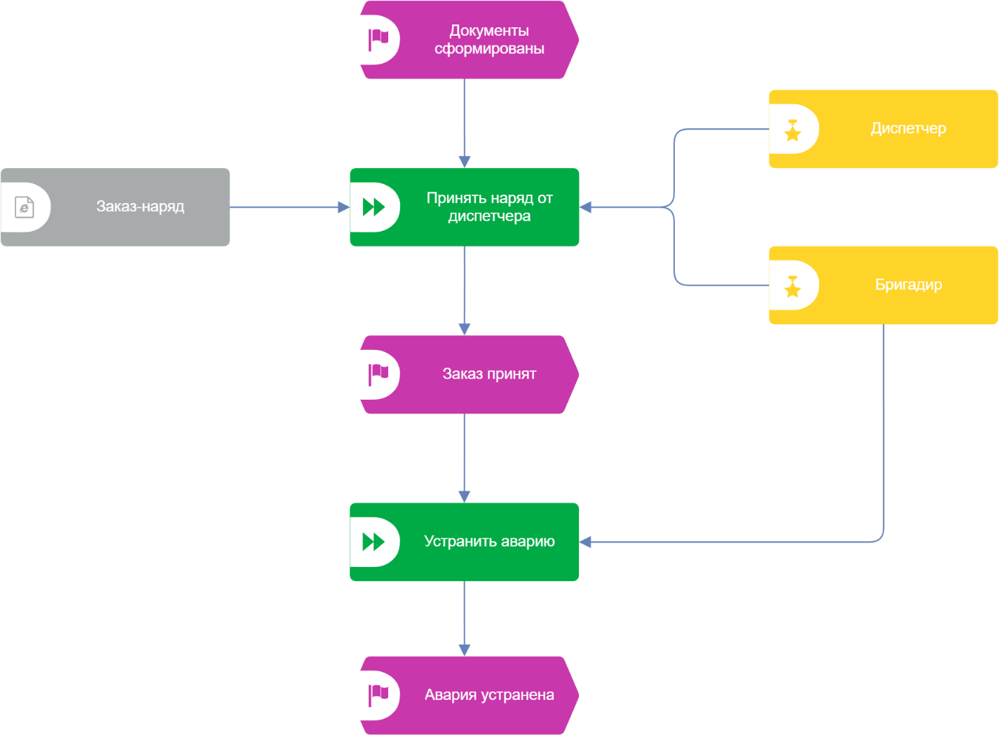 Документы
сформированы
Диспетчер
Заказ-наряд
Принять наряд от
диспетчера
Бригадир
Заказ принят
Устранить аварию
Авария устранена